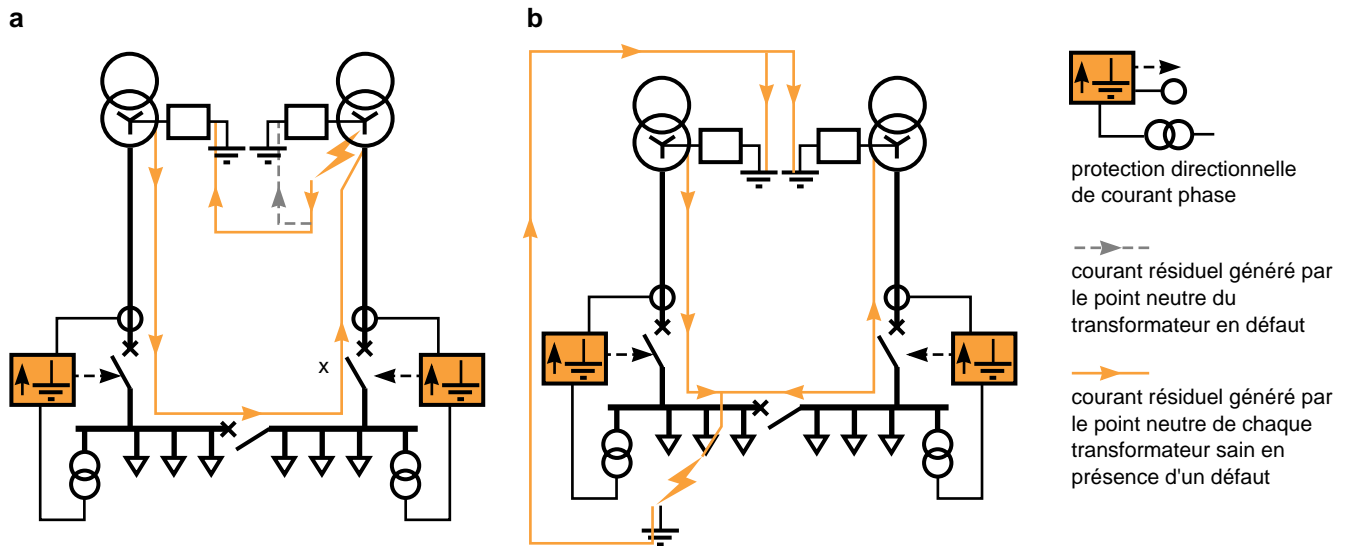 a
b
x
protection directionnelle
de courant phase
courant résiduel généré par
le point neutre du
transformateur en défaut
courant résiduel généré par
le point neutre de chaque
transformateur sain en
présence d'un défaut